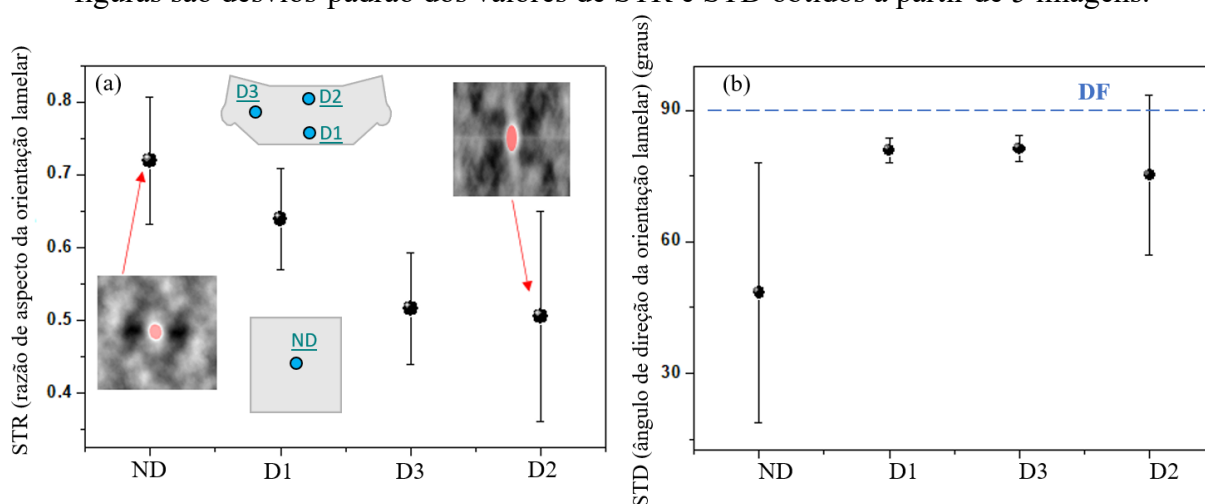 figuras são desvios-padrão dos valores de STR e STD obtidos a partir de 5 imagens.
STR (razão de aspecto da orientação lamelar)
(a)
0.8
0.7
0.6
0.5
0.4
D3
D2
D1
ND
ND
D1
D3
D2
STD (ângulo de direção da orientação lamelar) (graus)
(b)
DF
90
60
30
ND
D1
D3
D2